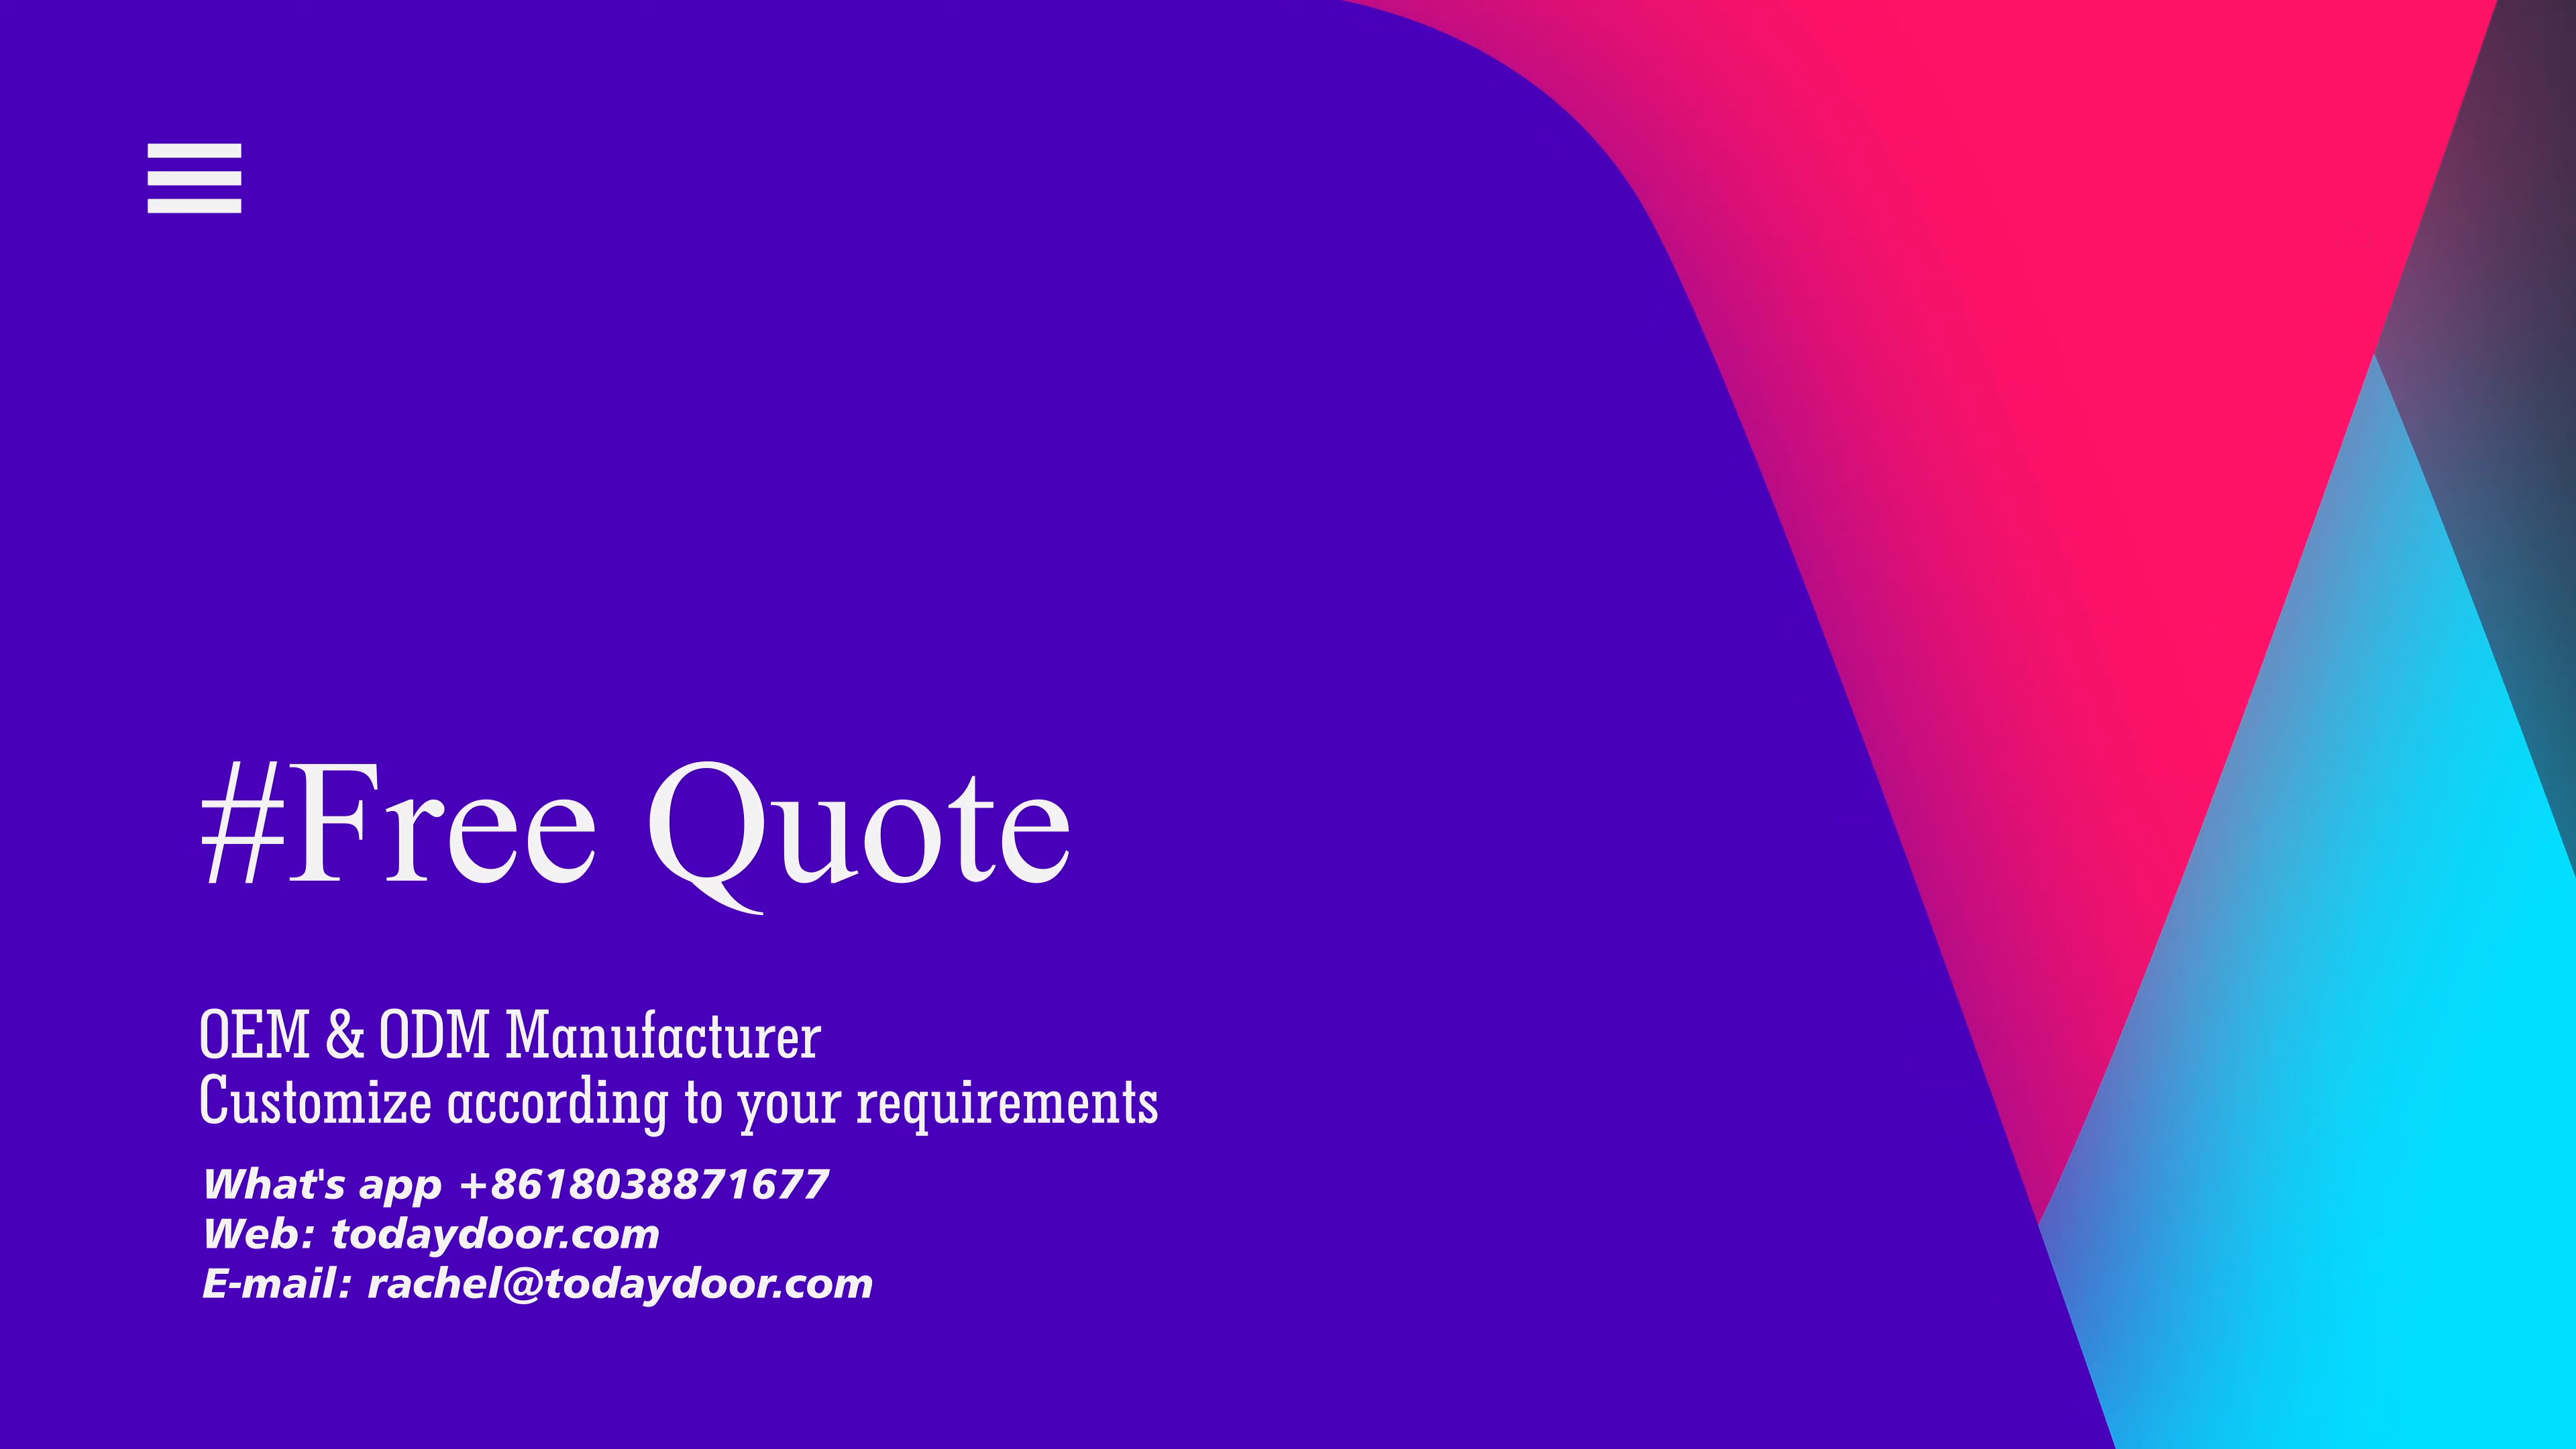 #Free Quote
OEM & ODM Manufacturer
Customize according to your requirements
What's app +8618038871677
Web: todaydoor.com
E-mail: rachel@todaydoor.com